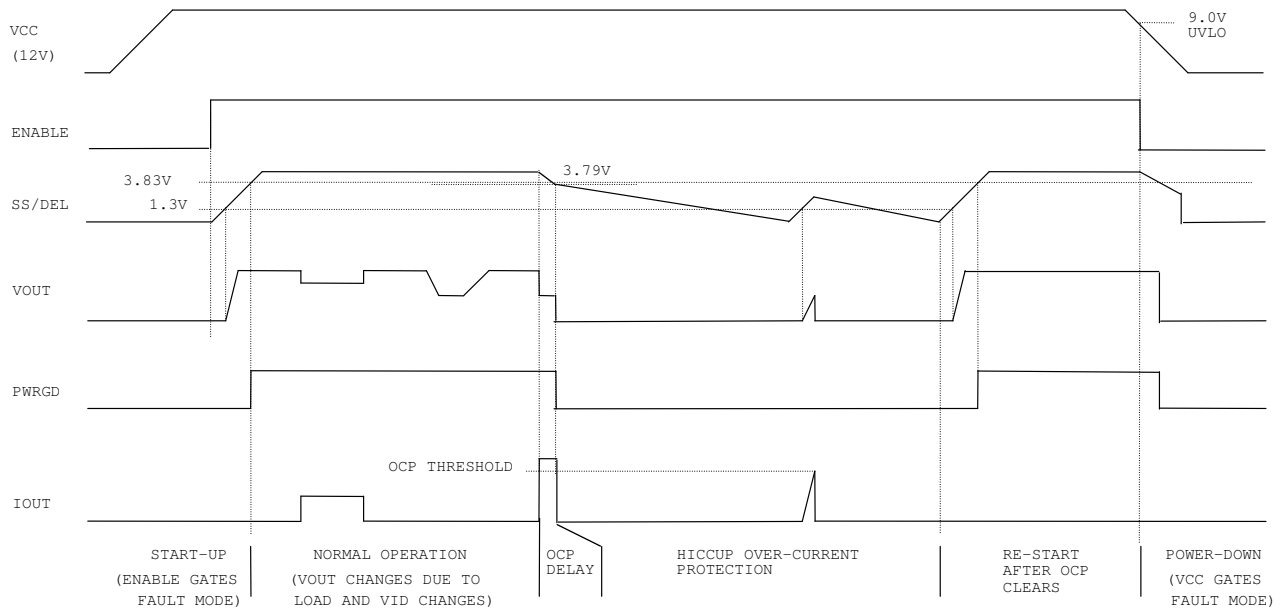 VCC
(12V)
9.0V
UVLO
ENABLE
3.83V
3.79V
SS/DEL
1.3V
VOUT
PWRGD
OCP THRESHOLD
IOUT
START-UP
(ENABLE GATES
FAULT MODE)
NORMAL OPERATION
(VOUT CHANGES DUE TO
LOAD AND VID CHANGES)
OCP
DELAY
HICCUP OVER-CURRENT
PROTECTION
RE-START
AFTER OCP
CLEARS
POWER-DOWN
(VCC GATES
FAULT MODE)